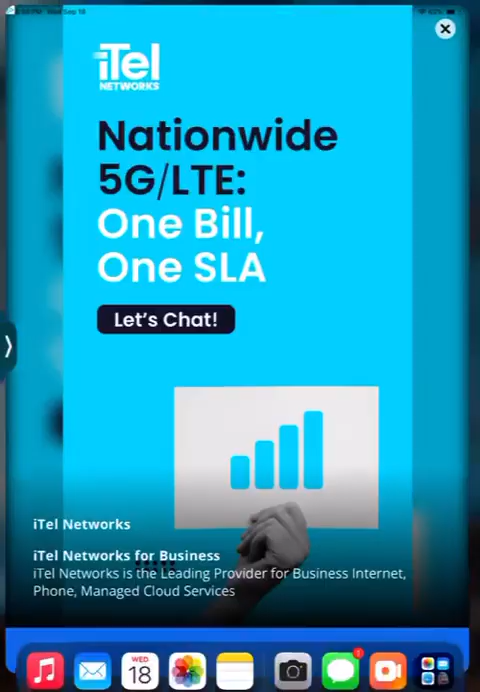 iTel
NETWORKS
Nationwide
5G/LTE:
One Bill,
One SLA
Let's Chat!
iTel Networks
iTel Networks for Business
iTel Networks is the Leading Provider for Business Internet,
Phone, Managed Cloud Services
WED
18